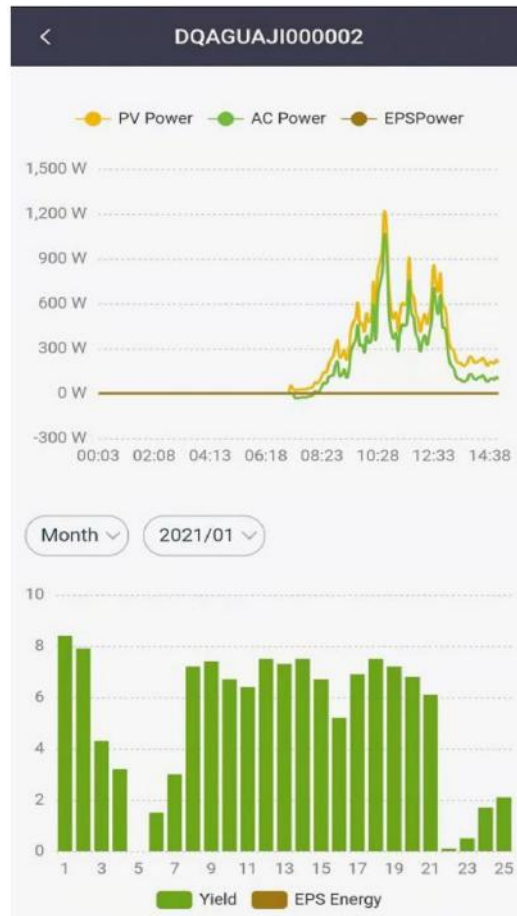 DQAGUAJI000002
PV Power AC Power EPSPower
1,500 W
1,200 W
900 W
600 W
300 W
0 W
-300 W
00:03 02:08 04:13 06:18 08:23 10:28 12:33 14:38
Month 2021/01
10
8
6
4
2
0
1 3 5 7 9 11 13 15 17 19 21 23 25
Yield EPS Energy